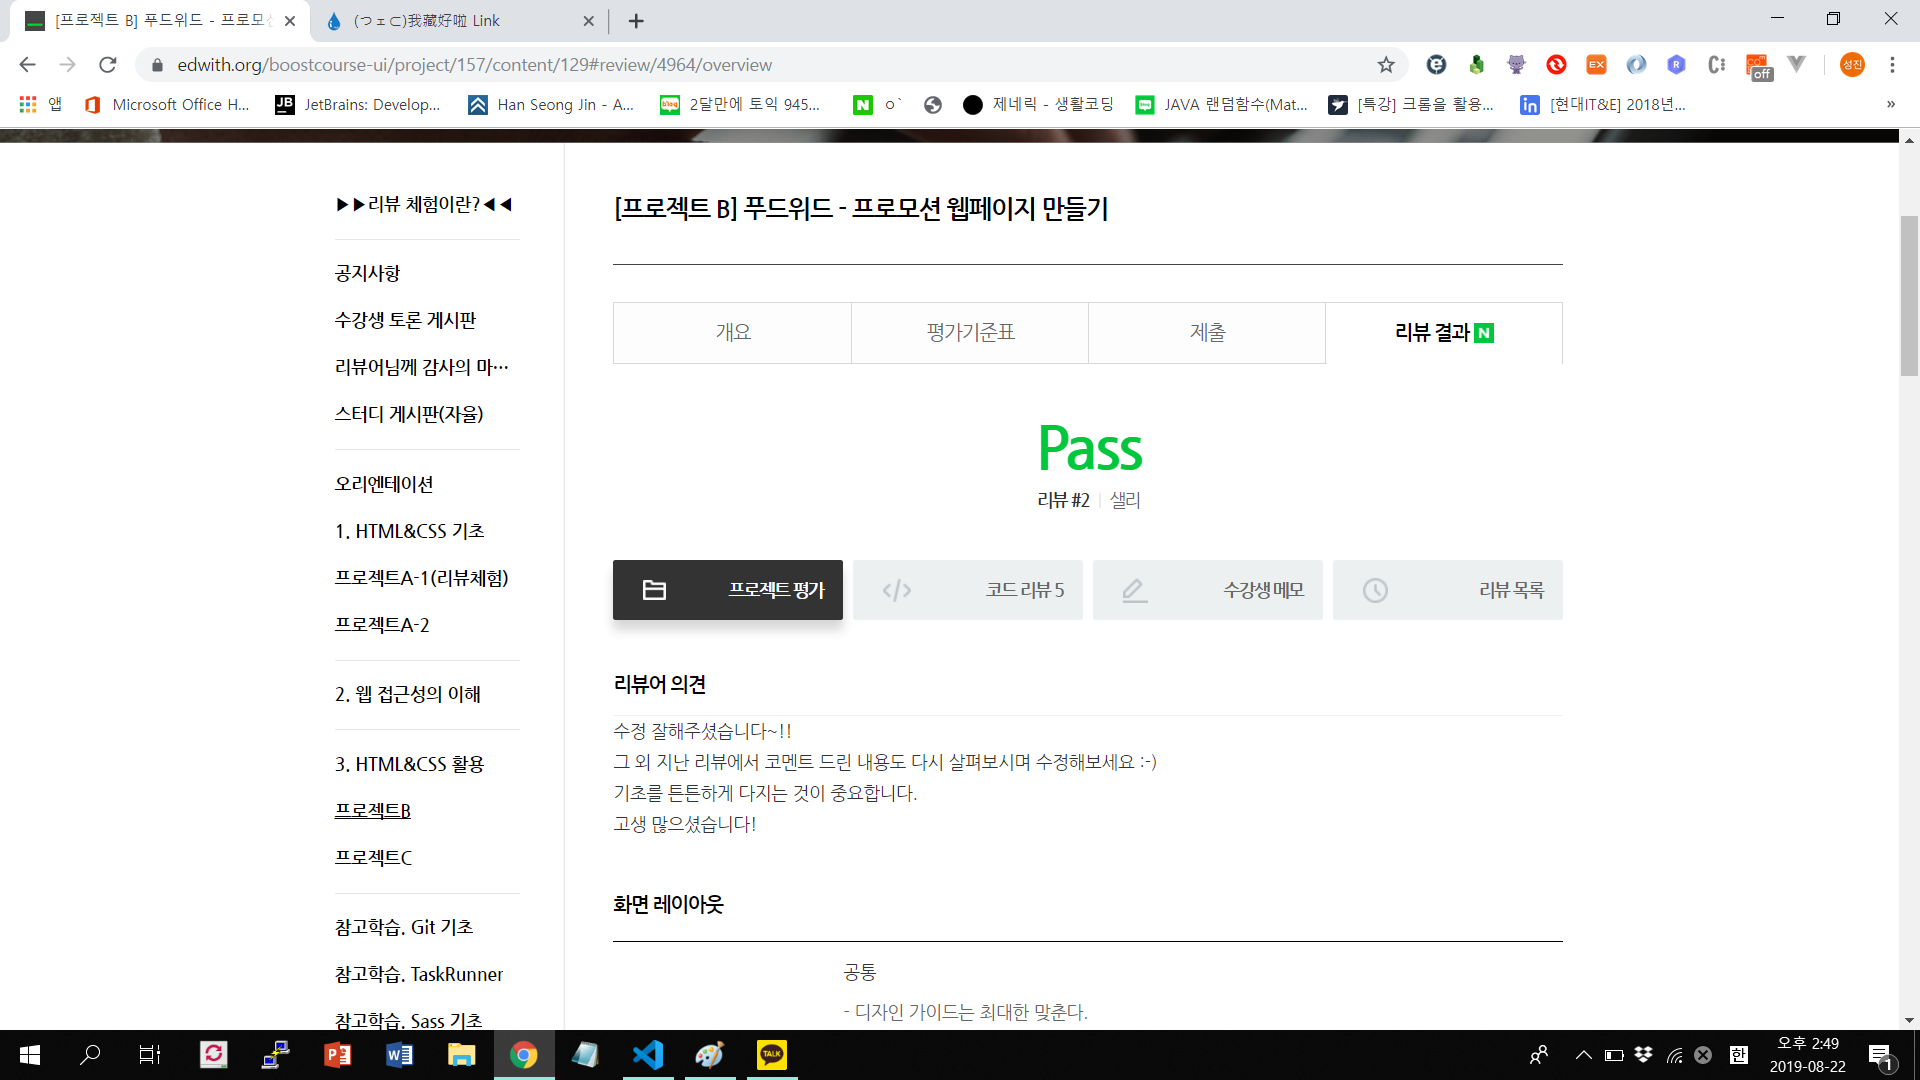 [프로젝트 B] 푸드위드 - 프로모션
(つㅍ⊂)我藏好啦 Link
edwith.org/boostcourse-ui/project/157/content/129#review/4964/overview
EX
R
off
성진
앱
Microsoft Office H...
JB JetBrains: Develop...
Han Seong Jin - A...
blog 2달만에 토익 945...
N ㅇ`
제네릭 - 생활코딩
JAVA 랜덤함수(Mat...
[특강] 크롬을 활용...
in [현대IT&E] 2018년...
»
▶▶리뷰 체험이란?◀◀
공지사항
수강생 토론 게시판
리뷰어님께 감사의 마…
스터디 게시판(자율)
오리엔테이션
1. HTML&CSS 기초
프로젝트A-1(리뷰체험)
프로젝트A-2
2. 웹 접근성의 이해
3. HTML&CSS 활용
프로젝트B
프로젝트C
참고학습. Git 기초
참고학습. TaskRunner
참고학습. Sass 기초
[프로젝트 B] 푸드위드 - 프로모션 웹페이지 만들기
개요
평가기준표
제출
리뷰 결과 N
Pass
리뷰 #2 | 샐리
프로젝트 평가
코드 리뷰 5
수강생 메모
리뷰 목록
리뷰어 의견
수정 잘해주셨습니다~!!
그 외 지난 리뷰에서 코멘트 드린 내용도 다시 살펴보시며 수정해보세요 :-)
기초를 튼튼하게 다지는 것이 중요합니다.
고생 많으셨습니다!
화면 레이아웃
공통
- 디자인 가이드는 최대한 맞춘다.
TALK
한
오후 2:49
2019-08-22
1